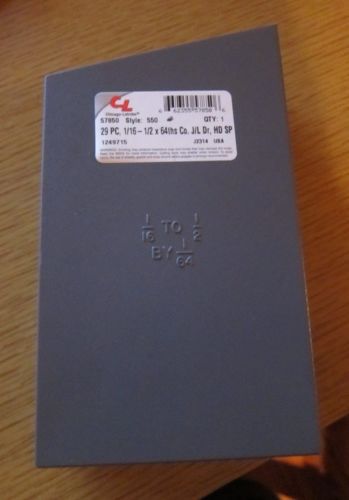 CL
Chicago-Latrobe
57850 Style: 550 QTY: 1
29 PC, 1/16 – 1/2 x 64ths Co. J/L Dr, HD SP
1249715 J3314 USA
1/16 TO 1/2
BY 1/64